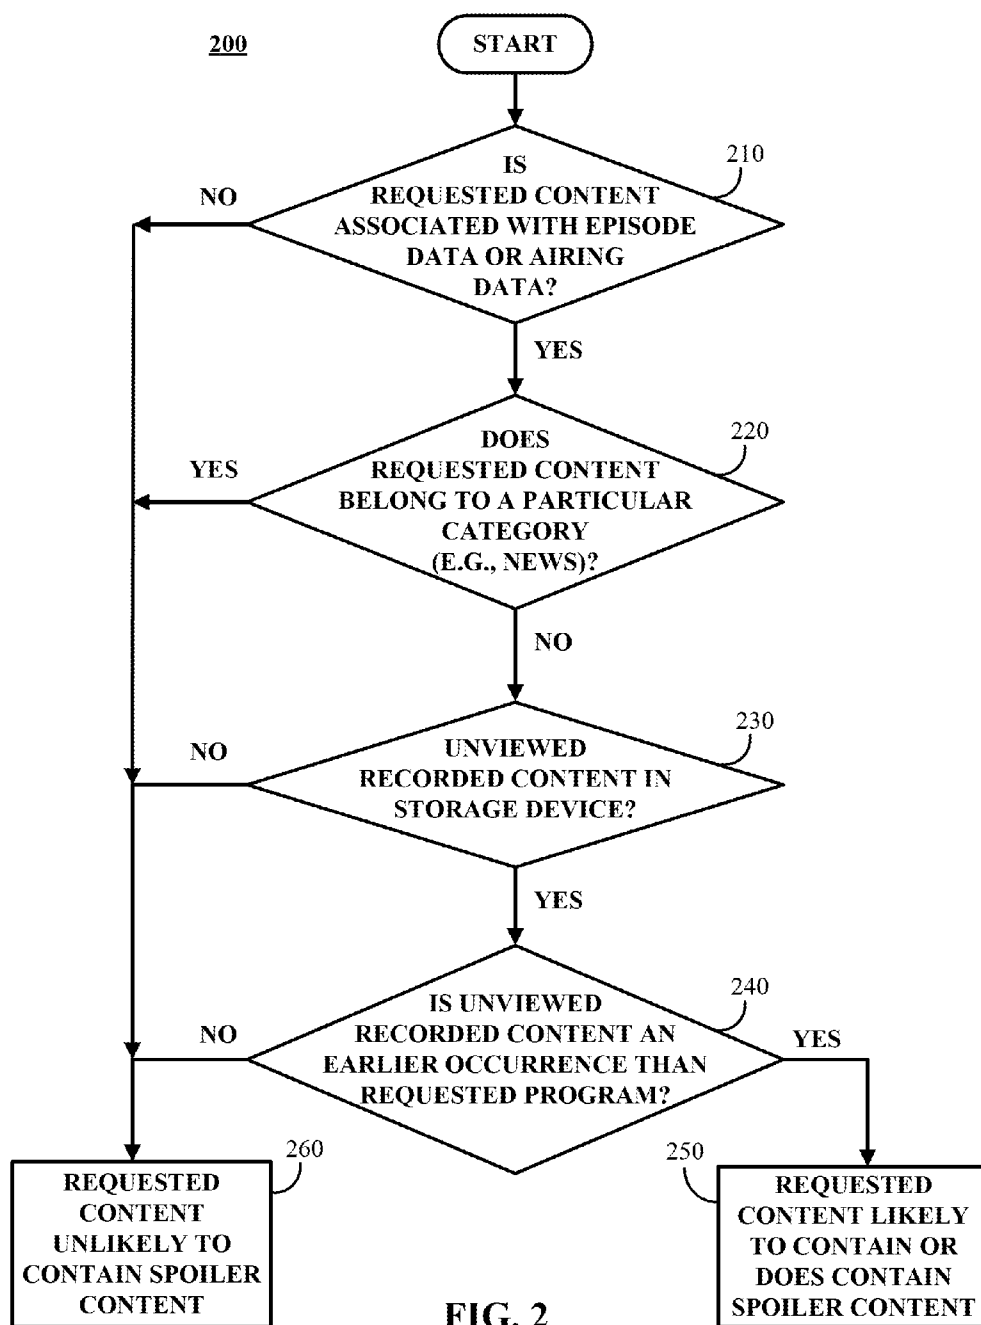 200
START
210
IS
REQUESTED CONTENT
ASSOCIATED WITH EPISODE
DATA OR AIRING
DATA?
NO
YES
220
DOES
REQUESTED CONTENT
BELONG TO A PARTICULAR
CATEGORY
(E.G., NEWS)?
YES
NO
230
UNVIEWED
RECORDED CONTENT IN
STORAGE DEVICE?
NO
YES
240
IS UNVIEWED
RECORDED CONTENT AN
EARLIER OCCURRENCE THAN
REQUESTED PROGRAM?
NO
YES
260
REQUESTED
CONTENT
UNLIKELY TO
CONTAIN SPOILER
CONTENT
250
REQUESTED
CONTENT LIKELY
TO CONTAIN OR
DOES CONTAIN
SPOILER CONTENT
FIG. 2